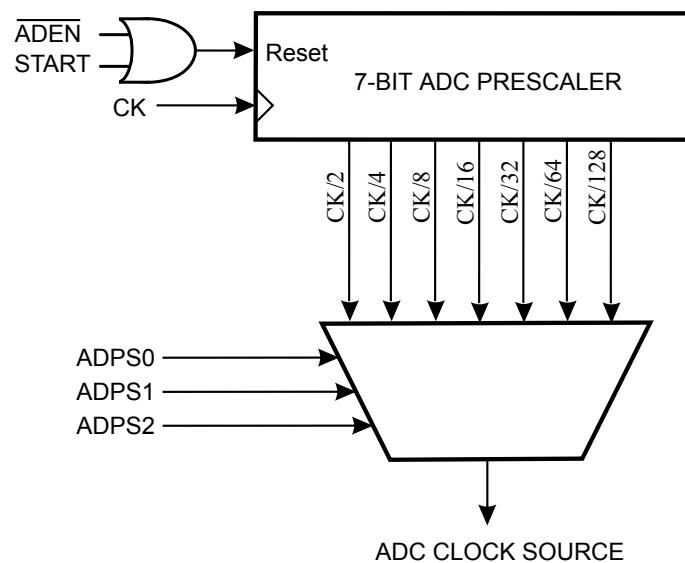 ADEN
START
Reset
7-BIT ADC PRESCALER
CK
CK/2
CK/4
CK/8
CK/16
CK/32
CK/64
CK/128
ADPS0
ADPS1
ADPS2
ADC CLOCK SOURCE